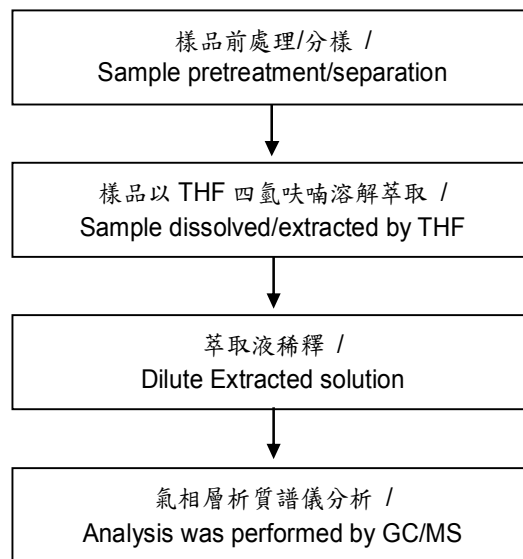 樣品前處理/分樣 /
Sample pretreatment/separation
樣品以 THF 四氫呋喃溶解萃取 /
Sample dissolved/extracted by THF
萃取液稀釋 /
Dilute Extracted solution
氣相層析質譜儀分析 /
Analysis was performed by GC/MS